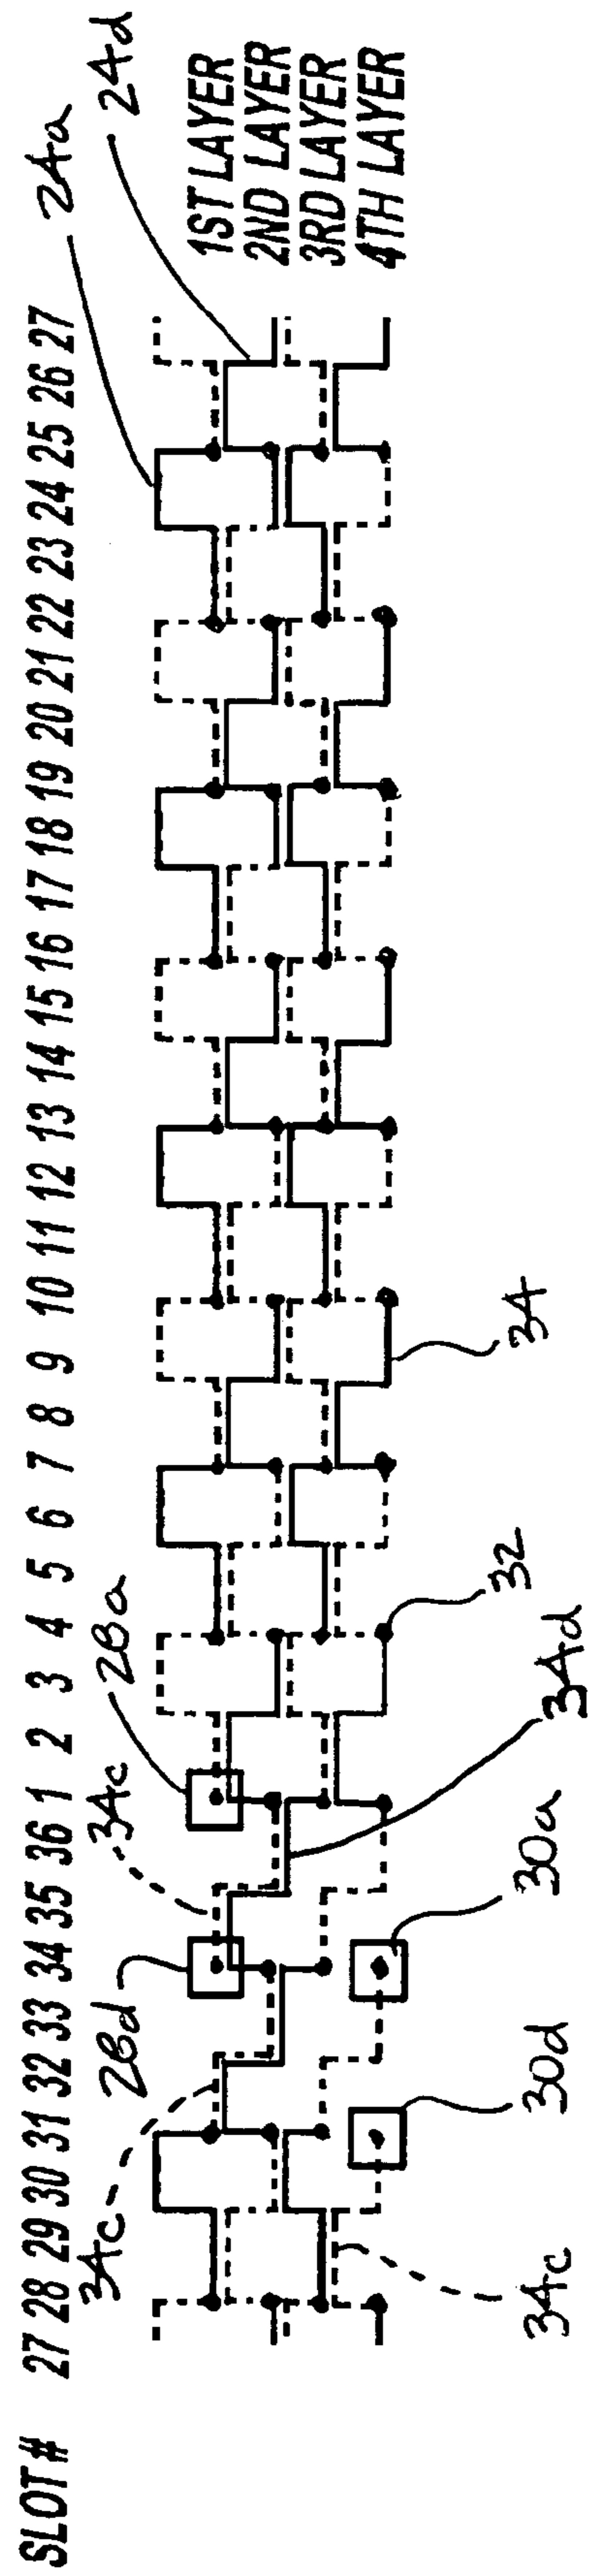 SLOT # 27 28 29 30 31 32 33 34 35 36 1 2 3 4 5 6 7 8 9 10 11 12 13 14 15 16 17 18 19 20 21 22 23 24 25 26 27
34c 28d 34c 28a 24a 24d
1ST LAYER
2ND LAYER
3RD LAYER
4TH LAYER
34c 30d 30a 34d 32 34